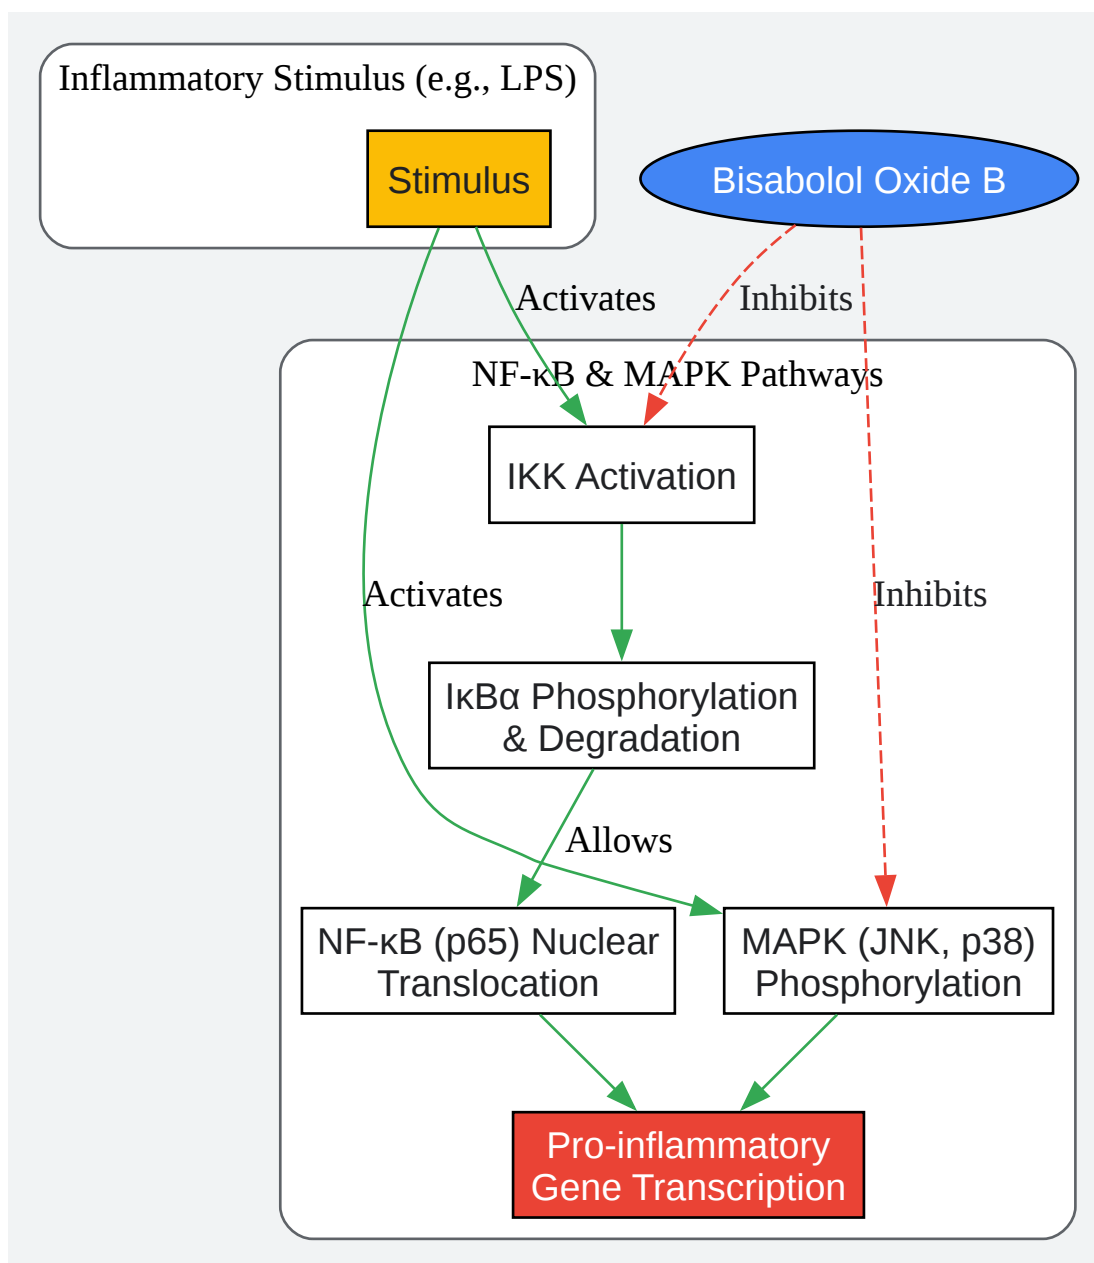 Inflammatory Stimulus (e.g., LPS)
Stimulus
Bisabolol Oxide B
Activates
Inhibits
NF-κB & MAPK Pathways
IKK Activation
Activates
Inhibits
IκBα Phosphorylation
& Degradation
Allows
NF-κB (p65) Nuclear
Translocation
MAPK (JNK, p38)
Phosphorylation
Pro-inflammatory
Gene Transcription